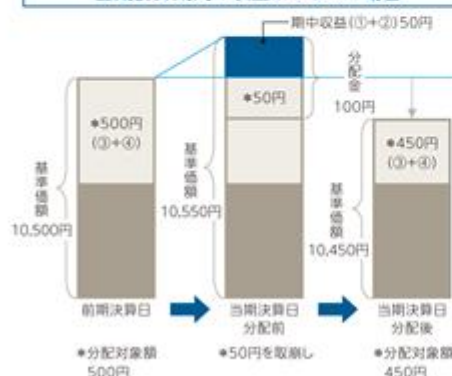 期中収益(①+②)50円
*500円
(③+④)
*50円
分配金
100円
*450円
(③+④)
基準価額
10,500円
基準価額
10,550円
基準価額
10,450円
前期決算日
当期決算日
分配前
当期決算日
分配後
*分配対象額
500円
*50円を取崩し
*分配対象額
450円